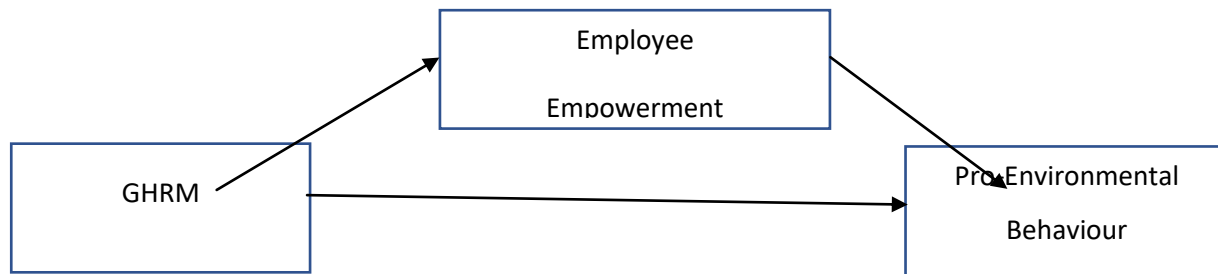 Employee
Empowerment
GHRM
Pro-Environmental
Behaviour